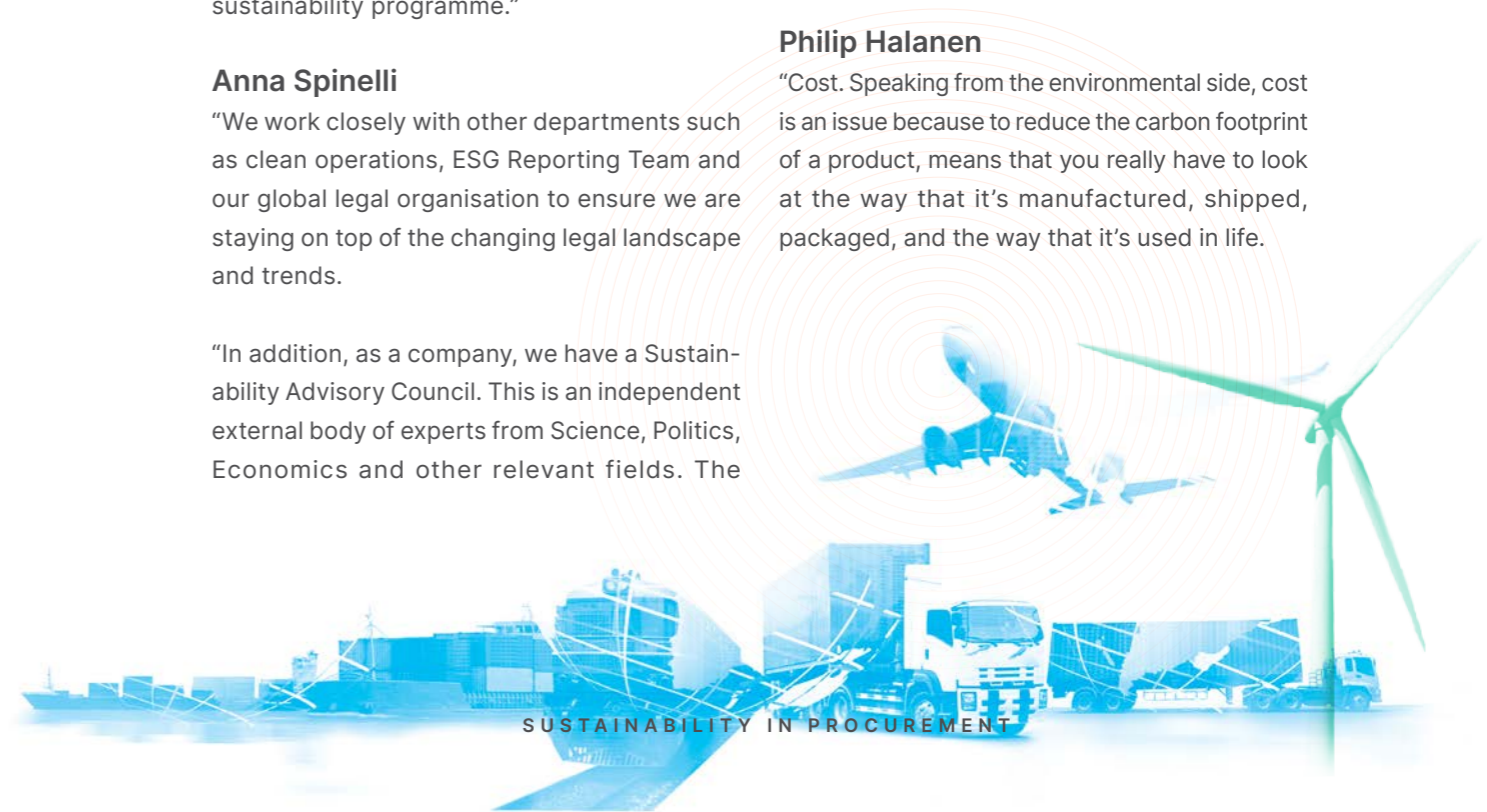 sustainability programme.”
Anna Spinelli
“We work closely with other departments such
as clean operations, ESG Reporting Team and
our global legal organisation to ensure we are
staying on top of the changing legal landscape
and trends.
“In addition, as a company, we have a Sustain-
ability Advisory Council. This is an independent
external body of experts from Science, Politics,
Economics and other relevant fields. The
Philip Halanen
“Cost. Speaking from the environmental side, cost
is an issue because to reduce the carbon footprint
of a product, means that you really have to look
at the way that it’s manufactured, shipped,
packaged, and the way that it’s used in life.
SUSTAINABILITY IN PROCUREMENT